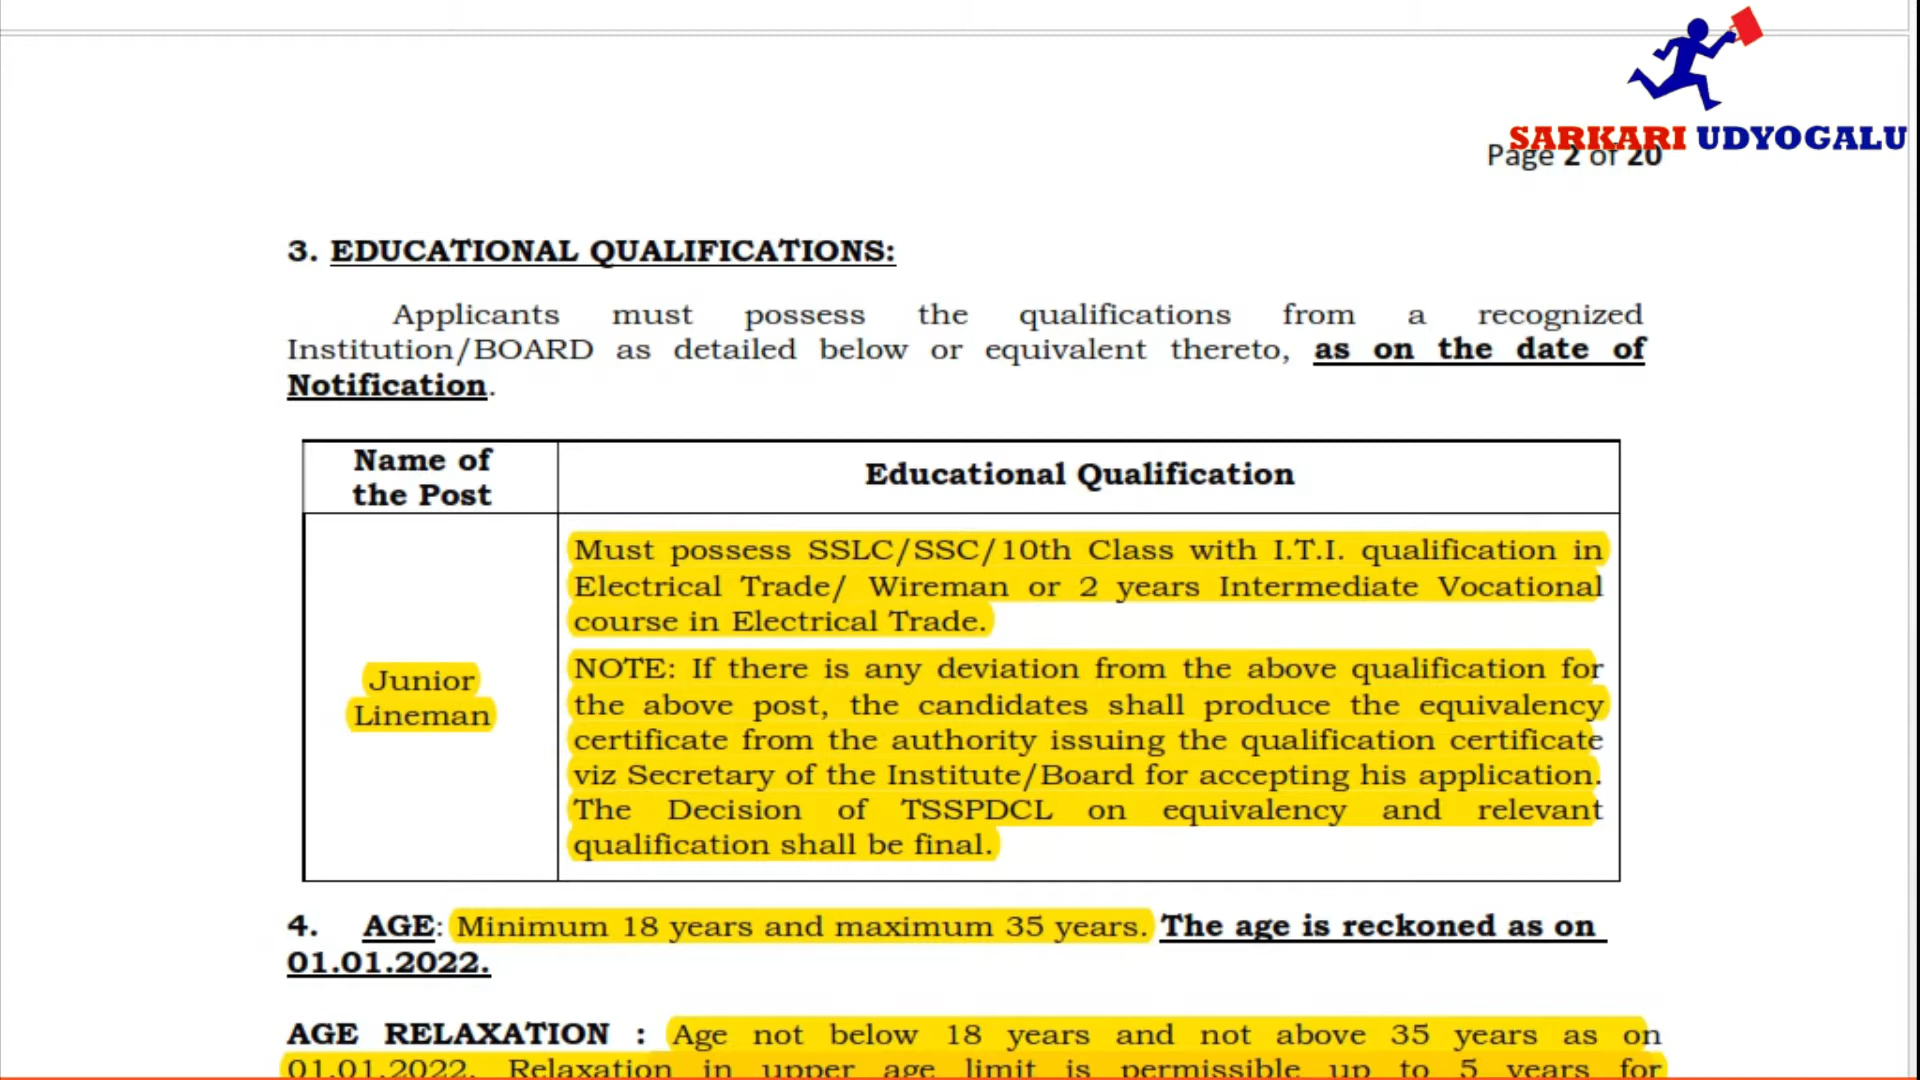 SARKARI UDYOGALU
Page 2 of 20
3. EDUCATIONAL QUALIFICATIONS:
Applicants must possess the qualifications from a recognized
Institution/BOARD as detailed below or equivalent thereto, as on the date of
Notification.
Name of
the Post
Educational Qualification
Junior
Lineman
Must possess SSLC/SSC/10th Class with I.T.I. qualification in
Electrical Trade/ Wireman or 2 years Intermediate Vocational
course in Electrical Trade.
NOTE: If there is any deviation from the above qualification for
the above post, the candidates shall produce the equivalency
certificate from the authority issuing the qualification certificate
viz Secretary of the Institute/Board for accepting his application.
The Decision of TSSPDCL on equivalency and relevant
qualification shall be final.
4. AGE: Minimum 18 years and maximum 35 years. The age is reckoned as on
01.01.2022.
AGE RELAXATION : Age not below 18 years and not above 35 years as on
01.01.2022. Relaxation in upper age limit is permissible up to 5 years for